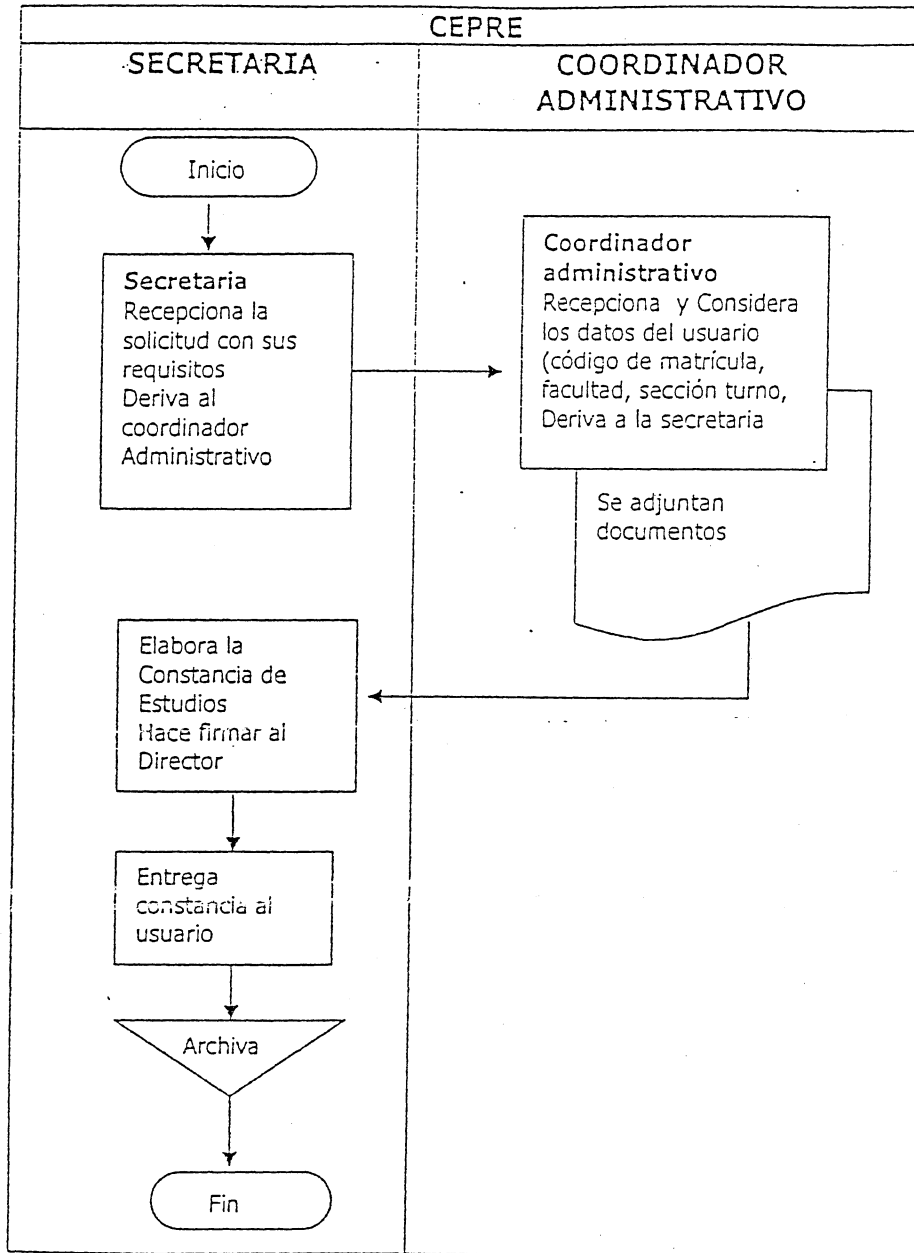 CEPRE
SECRETARIA
COORDINADOR
ADMINISTRATIVO
Inicio
Secretaria
Recepciona la
solicitud con sus
requisitos
Deriva al
coordinador
Administrativo
Coordinador
administrativo
Recepciona y Considera
los datos del usuario
(código de matrícula,
facultad, sección turno,
Deriva a la secretaria
Se adjuntan
documentos
Elabora la
Constancia de
Estudios
Hace firmar al
Director
Entrega
constancia al
usuario
Archiva
Fin